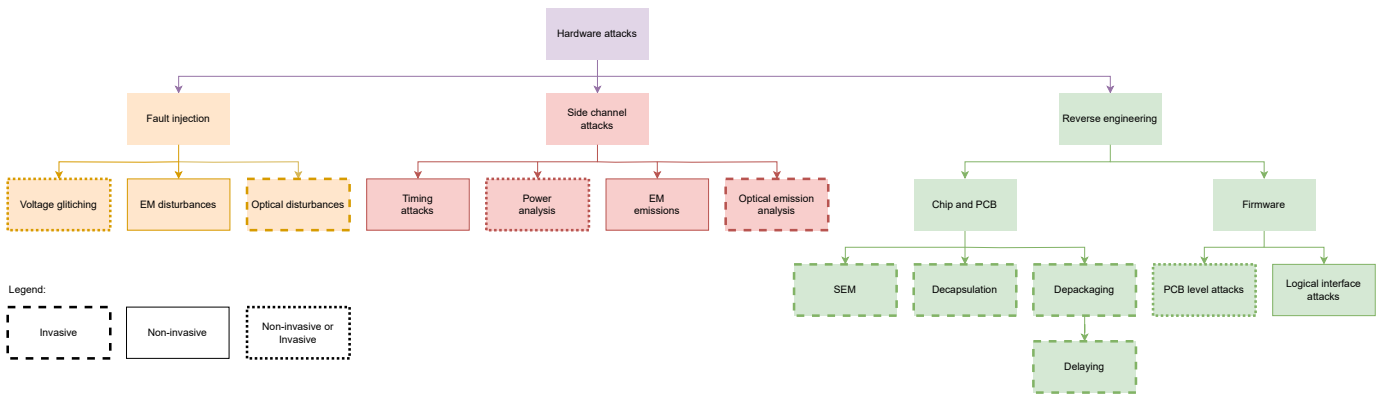 Hardware attacks
Fault injection
Side channel
attacks
Reverse engineering
Voltage glitching
EM disturbances
Optical disturbances
Timing
attacks
Power
analysis
EM
emissions
Optical emission
analysis
Chip and PCB
Firmware
SEM
Decapsulation
Depackaging
PCB level attacks
Logical interface
attacks
Delaying
Legend:
Invasive
Non-invasive
Non-invasive or
Invasive